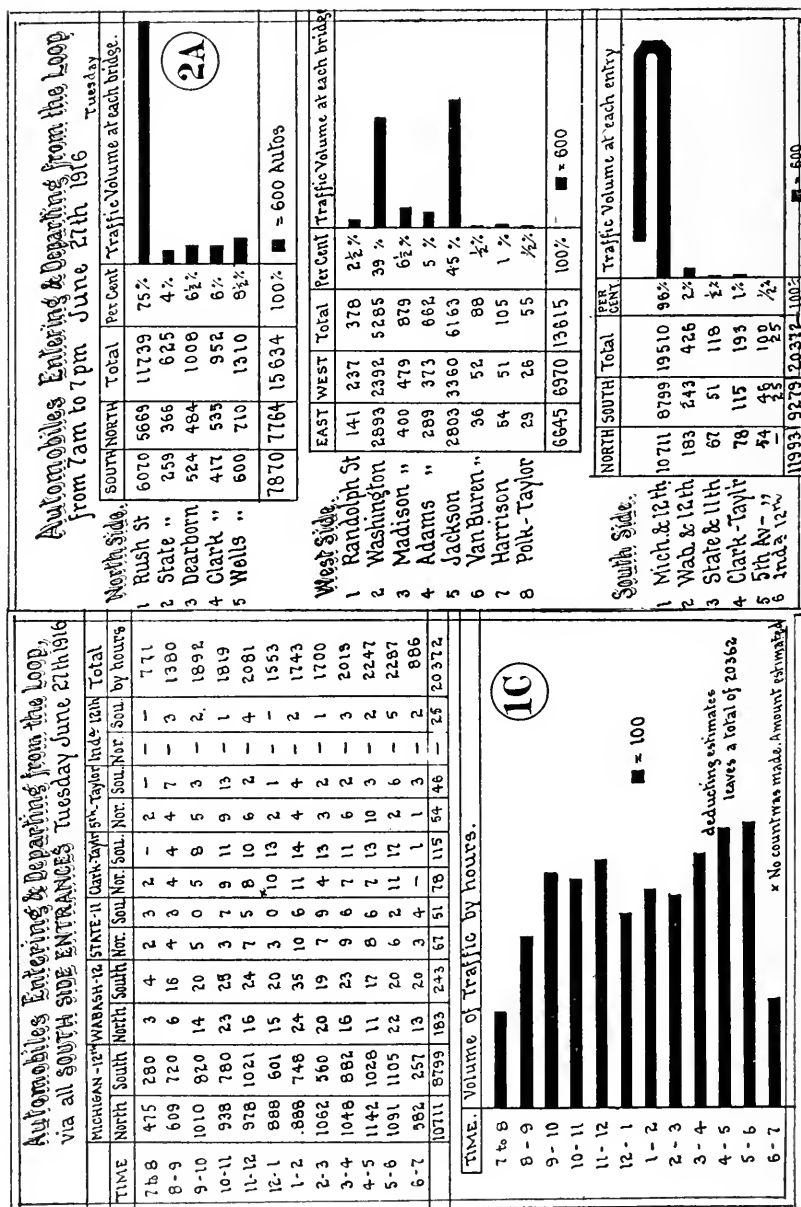 Automobiles Entering & Departing from the Loop,
via all SOUTH SIDE ENTRANCES Tuesday June 27th 1916
TIME MICHIGAN-12TH WABASH-12 STATE-11 Clark-Taylr 5th-Taylor Inda 12th Total
North South North South Nor. Sou. Nor. Sou. Nor. Sou. Nor. Sou. by hours
7 to 8 475 280 3 4 2 3 2 - 2 - - - 771
8-9 609 720 6 16 4 3 4 4 4 7 - 3 1380
9-10 1010 820 14 20 5 0 5 8 5 3 - 2 1892
10-11 938 780 23 25 3 7 9 11 9 13 - 1 1819
11-12 978 1021 16 24 7 5 8 10 6 2 - 4 2081
12-1 888 601 15 20 3 0 x10 13 2 1 - - 1553
1-2 .888 748 24 35 10 6 11 14 4 4 - 2 1743
2-3 1062 560 20 19 7 9 4 13 3 2 - 1 1700
3-4 1048 882 16 23 9 6 7 11 6 2 - 3 2013
4-5 1142 1028 11 17 8 6 7 13 10 3 - 2 2247
5-6 1091 1105 22 20 6 2 11 17 2 6 - 5 2287
6-7 582 257 13 20 3 4 - 1 1 3 - 2 886
10711 8799 183 243 67 51 78 115 54 46 - 25 20372
TIME. Volume of Traffic by hours.
1C
7 to 8
8-9
9-10
10-11
11-12
= 100
12-1
1-2
2-3
3-4
deducting estimates
4-5
leaves a total of 20362
5-6
6-7
x No count was made. Amount estimated
Automobiles Entering & Departing from the Loop
from 7am to 7pm June 27th 1916 Tuesday
North Side. SOUTH NORTH Total Per Cent Traffic Volume at each bridge.
1 Rush St 6070 5669 11739 75%
2 State " 259 366 625 4%
3 Dearborn 524 484 1008 6½%
4 Clark " 417 535 952 6%
5 Wells " 600 710 1310 8½%
2A
7870 7764 15634 100% = 600 Autos
West Side. EAST WEST Total Per Cent Traffic Volume at each bridge
1 Randolph St 141 237 378 2½%
2 Washington 2893 2392 5285 39%
3 Madison " 400 479 879 6½%
4 Adams " 289 373 662 5%
5 Jackson 2803 3360 6163 45%
6 Van Buren " 36 52 88 ½%
7 Harrison 54 51 105 1%
8 Polk-Taylor 29 26 55 ½%
6645 6970 13615 100% = 600
South Side. NORTH SOUTH Total PER CENT. Traffic Volume at each entry
1 Mich. & 12th 10711 8799 19510 96%
2 Wab. & 12th 183 243 426 2%
3 State & 11th 67 51 118 ½%
4 Clark-Taylr 78 115 193 1%
5 5th Av - " 54 46 100 ½%
6 Inda 12th - 25 25
11993 9279 20372 100% = 600